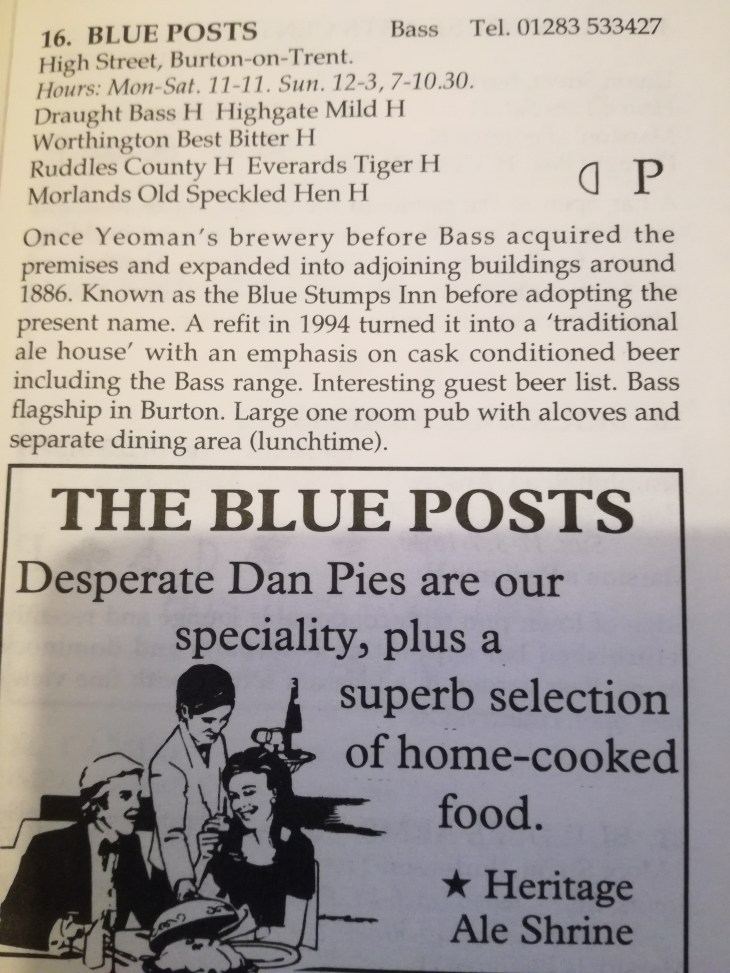 16. BLUE POSTS Bass Tel. 01283 533427
High Street, Burton-on-Trent.
Hours: Mon-Sat. 11-11. Sun. 12-3, 7-10.30.
Draught Bass H Highgate Mild H
Worthington Best Bitter H
Ruddles County H Everards Tiger H
Morlands Old Speckled Hen H P
Once Yeoman's brewery before Bass acquired the
premises and expanded into adjoining buildings around
1886. Known as the Blue Stumps Inn before adopting the
present name. A refit in 1994 turned it into a 'traditional
ale house' with an emphasis on cask conditioned beer
including the Bass range. Interesting guest beer list. Bass
flagship in Burton. Large one room pub with alcoves and
separate dining area (lunchtime).
THE BLUE POSTS
Desperate Dan Pies are our
speciality, plus a
superb selection
of home-cooked
food.
★ Heritage
Ale Shrine